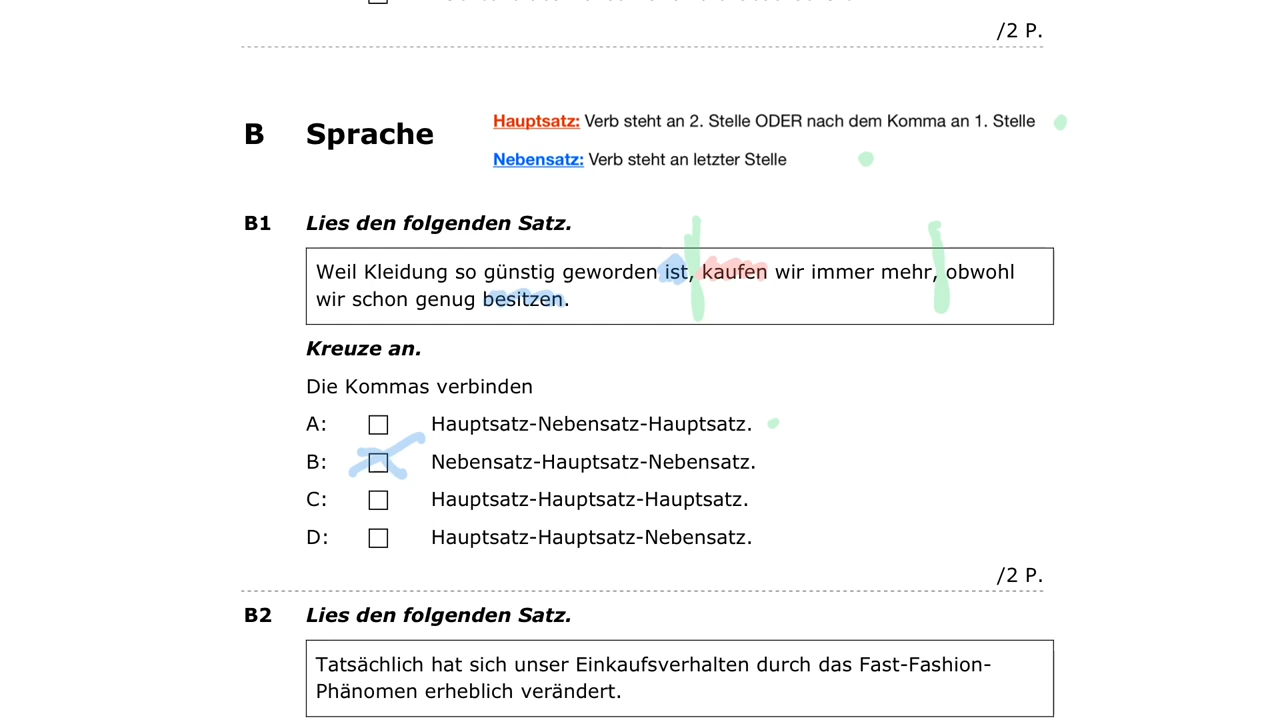 /2 P.
B Sprache
Hauptsatz: Verb steht an 2. Stelle ODER nach dem Komma an 1. Stelle
Nebensatz: Verb steht an letzter Stelle
B1 Lies den folgenden Satz.
Weil Kleidung so günstig geworden ist, kaufen wir immer mehr, obwohl
wir schon genug besitzen.
Kreuze an.
Die Kommas verbinden
A: Hauptsatz-Nebensatz-Hauptsatz.
B: Nebensatz-Hauptsatz-Nebensatz.
C: Hauptsatz-Hauptsatz-Hauptsatz.
D: Hauptsatz-Hauptsatz-Nebensatz.
/2 P.
B2 Lies den folgenden Satz.
Tatsächlich hat sich unser Einkaufsverhalten durch das Fast-Fashion-
Phänomen erheblich verändert.